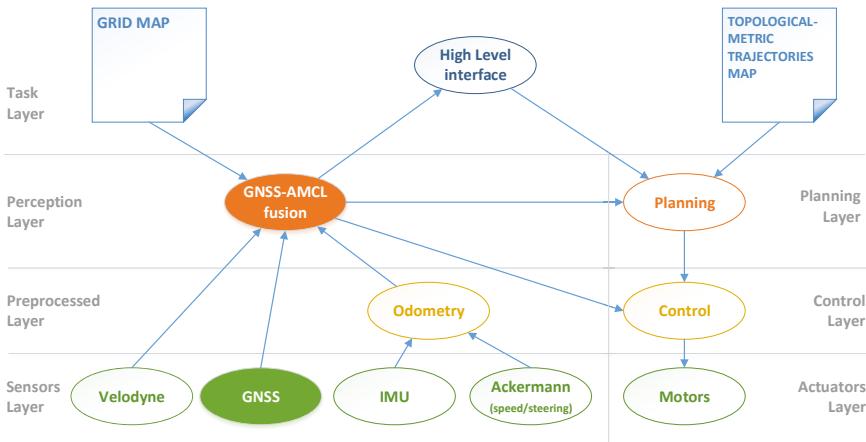 GRID MAP
TOPOLOGICAL-
METRIC
TRAJECTORIES
MAP
High Level
interface
Task
Layer
Perception
Layer
GNSS-AMCL
fusion
Planning
Planning
Layer
Preprocessed
Layer
Odometry
Control
Control
Layer
Sensors
Layer
Velodyne
GNSS
IMU
Ackermann
(speed/steering)
Motors
Actuators
Layer